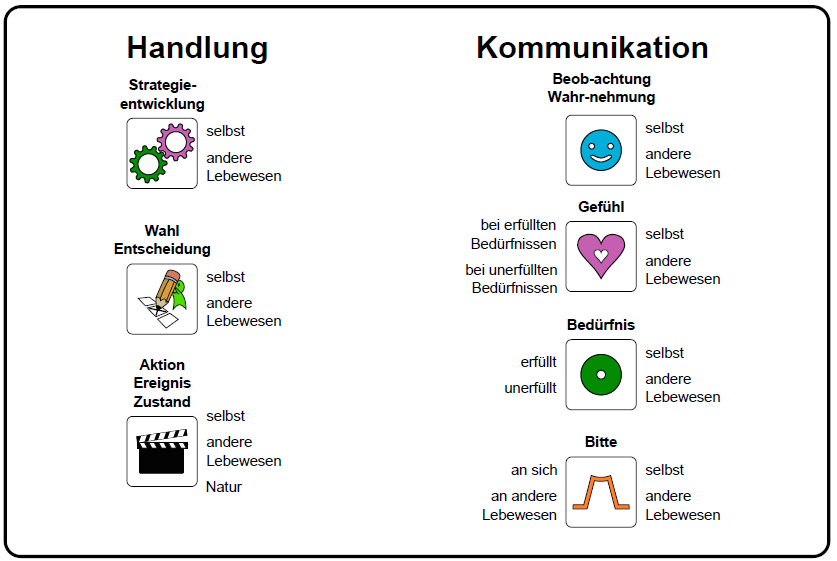 Handlung
Strategie-
entwicklung
selbst
andere
Lebewesen
Wahl
Entscheidung
selbst
andere
Lebewesen
Aktion
Ereignis
Zustand
selbst
andere
Lebewesen
Natur
Kommunikation
Beob-achtung
Wahr-nehmung
selbst
andere
Lebewesen
Gefühl
bei erfüllten
Bedürfnissen
bei unerfüllten
Bedürfnissen
selbst
andere
Lebewesen
Bedürfnis
erfüllt
unerfüllt
selbst
andere
Lebewesen
Bitte
an sich
an andere
Lebewesen
selbst
andere
Lebewesen